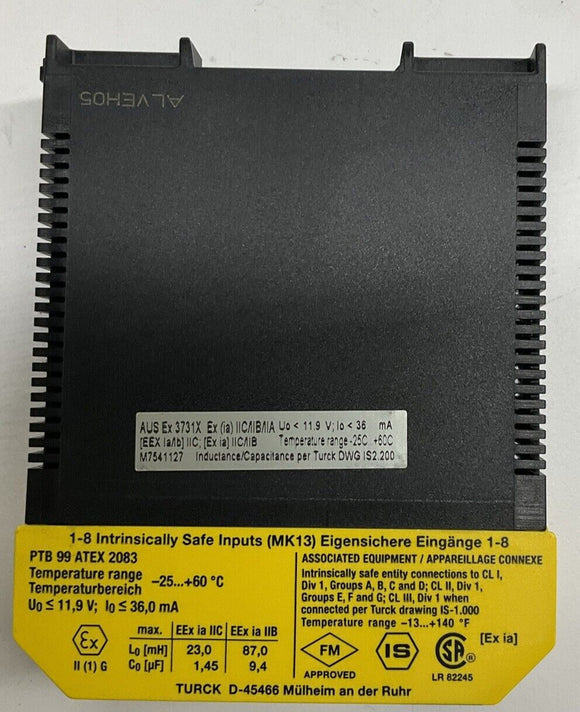 ALVEH05
AUS Ex 3731X Ex (ia) IIC/IIB/IIA Uo < 11.9 V; Io < 36 mA
[EEX Ia/Ib] IIC; [Ex ia] IIC/IIB Temperature range -25C +60C
M7541127 Inductance/Capacitance per Turck DWG IS2.200
1-8 Intrinsically Safe Inputs (MK13) Eigensichere Eingänge 1-8
PTB 99 ATEX 2083
Temperature range
Temperaturbereich
–25...+60 °C
U₀ ≤ 11,9 V; I₀ ≤ 36,0 mA
max. EEx ia IIC EEx ia IIB
L₀ [mH] 23,0 87,0
C₀ [µF] 1,45 9,4
Ex
II (1) G
ASSOCIATED EQUIPMENT / APPAREILLAGE CONNEXE
Intrinsically safe entity connections to CL I,
Div 1, Groups A, B, C and D; CL II, Div 1,
Groups E, F and G; CL III, Div 1 when
connected per Turck drawing IS-1.000
Temperature range –13...+140 °F
FM
APPROVED
IS
SA
[Ex ia]
LR 82245
TURCK D-45466 Mülheim an der Ruhr